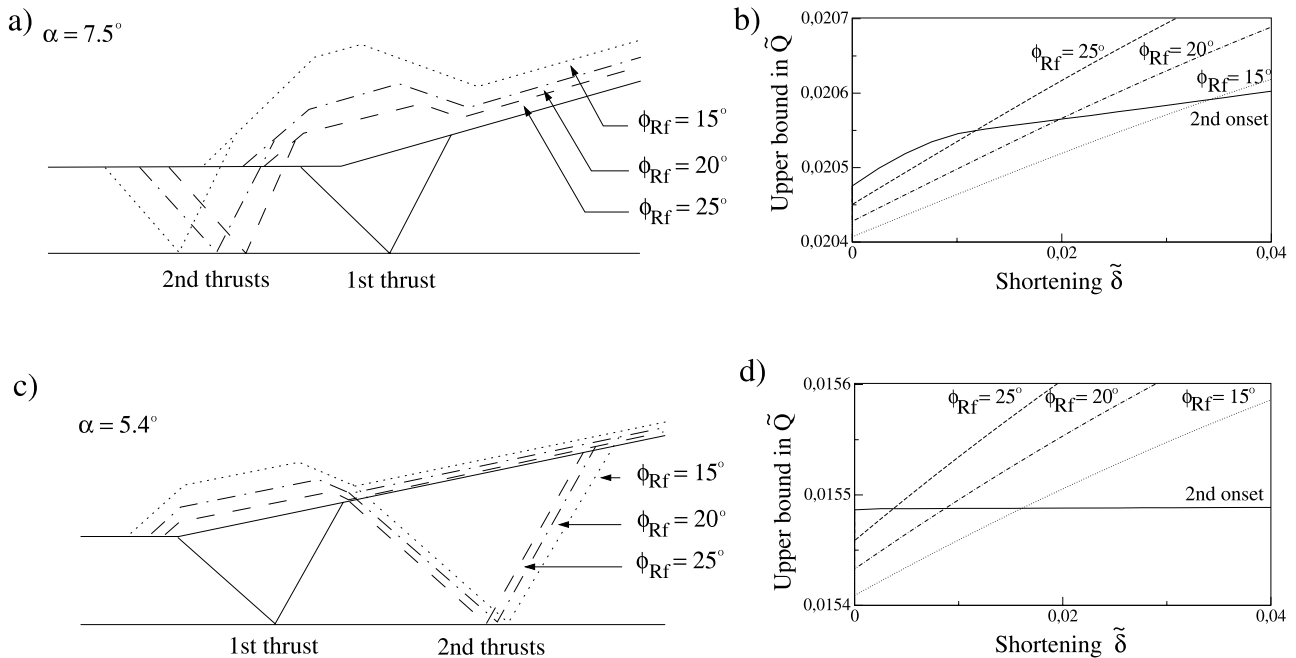 a)
α = 7.5°
ϕRf = 15°
ϕRf = 20°
ϕRf = 25°
2nd thrusts
1st thrust
b)
Upper bound in Q̃
0,0207
0,0206
0,0205
0,0204
ϕRf = 25°
ϕRf = 20°
ϕRf = 15°
2nd onset
0
0,02
0,04
Shortening δ̃
c)
α = 5.4°
ϕRf = 15°
ϕRf = 20°
ϕRf = 25°
1st thrust
2nd thrusts
d)
Upper bound in Q̃
0,0156
0,0155
0,0154
ϕRf = 25°
ϕRf = 20°
ϕRf = 15°
2nd onset
0
0,02
0,04
Shortening δ̃